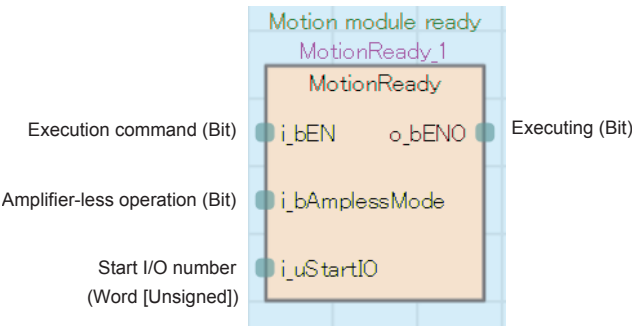 Motion module ready
MotionReady_1
MotionReady
Execution command (Bit)
i_bEN
o_bENO
Executing (Bit)
Amplifier-less operation (Bit)
i_bAmplessMode
Start I/O number
(Word [Unsigned])
i_uStartIO